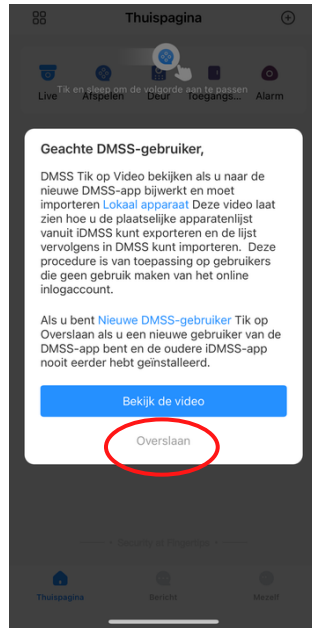 Thuispagina
Tik en sleep om de volgorde aan te passen
Live Afspelen Deur Toegangs... Alarm
Geachte DMSS-gebruiker,
DMSS Tik op Video bekijken als u naar de
nieuwe DMSS-app bijwerkt en moet
importeren Lokaal apparaat Deze video laat
zien hoe u de plaatselijke apparatenlijst
vanuit iDMSS kunt exporteren en de lijst
vervolgens in DMSS kunt importeren. Deze
procedure is van toepassing op gebruikers
die geen gebruik maken van het online
inlogaccount.
Als u bent Nieuwe DMSS-gebruiker Tik op
Overslaan als u een nieuwe gebruiker van de
DMSS-app bent en de oudere iDMSS-app
nooit eerder hebt geïnstalleerd.
Bekijk de video
Overslaan
Security at Fingertips
Thuispagina Bericht Mezelf